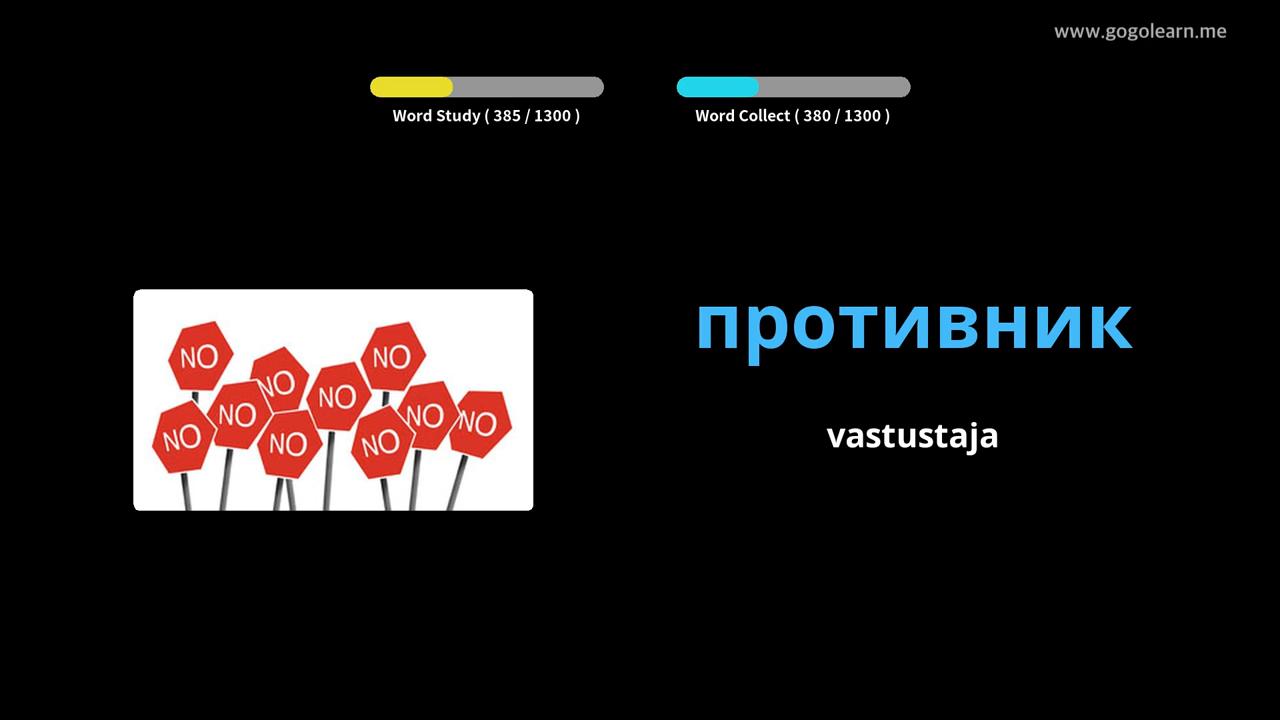 www.gogolearn.me
Word Study ( 385 / 1300 )
Word Collect ( 380 / 1300 )
противник
vastustaja
NO
NO
NO
NO
NO
NO
NO
NO
NO
NO